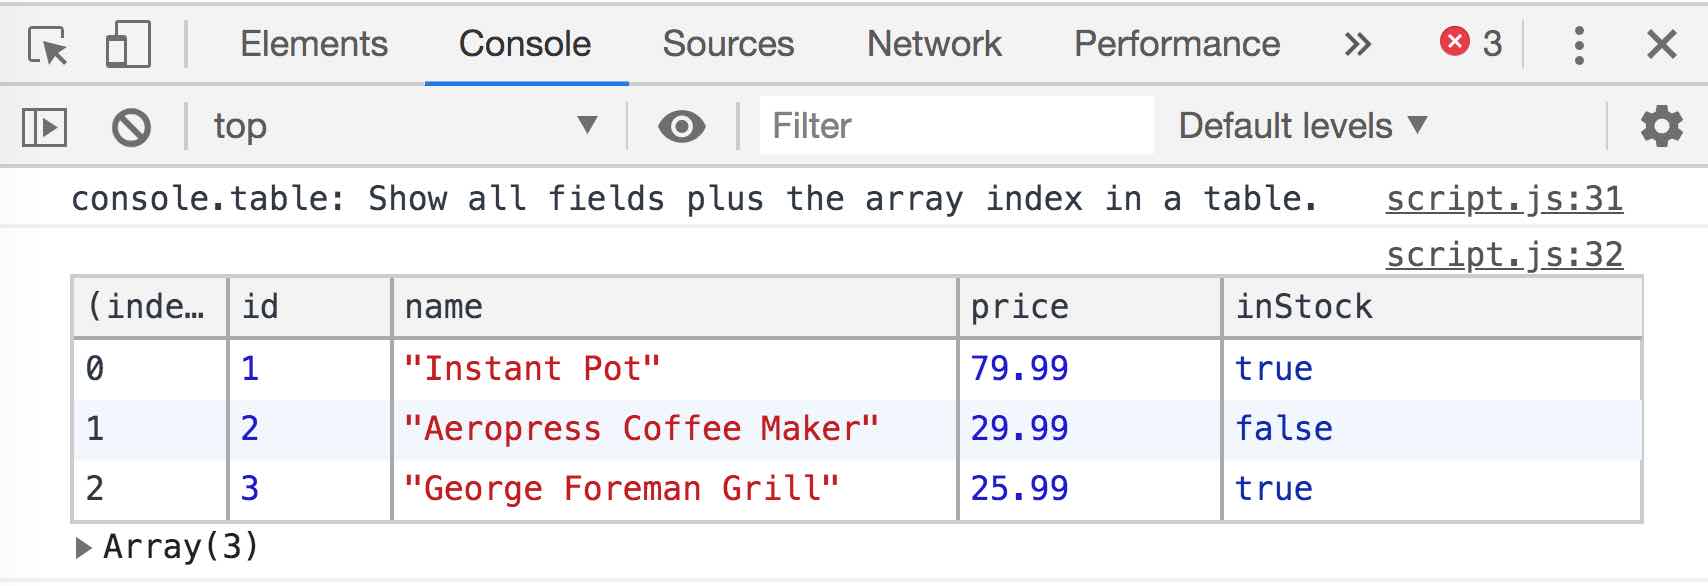 Elements Console Sources Network Performance 3
top Filter Default levels
console.table: Show all fields plus the array index in a table. script.js:31
script.js:32
(inde… id name price inStock
0 1 "Instant Pot" 79.99 true
1 2 "Aeropress Coffee Maker" 29.99 false
2 3 "George Foreman Grill" 25.99 true
Array(3)